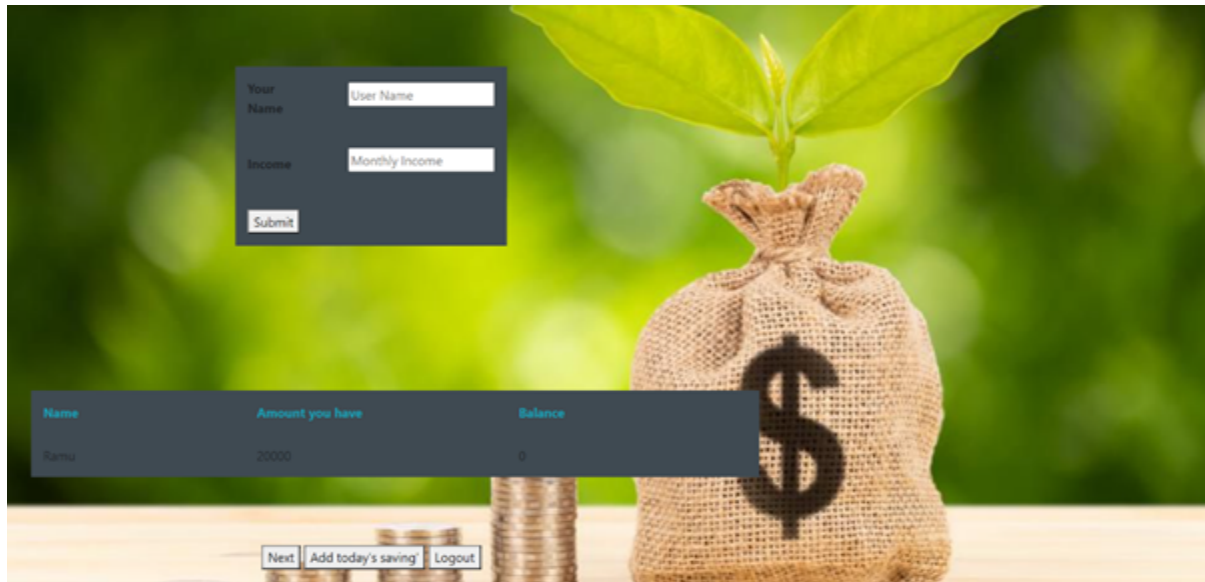 Your
Name
User Name
Income
Monthly Income
Submit
Name Amount you have Balance
Ramu 20000 0
$
Next Add today's saving' Logout